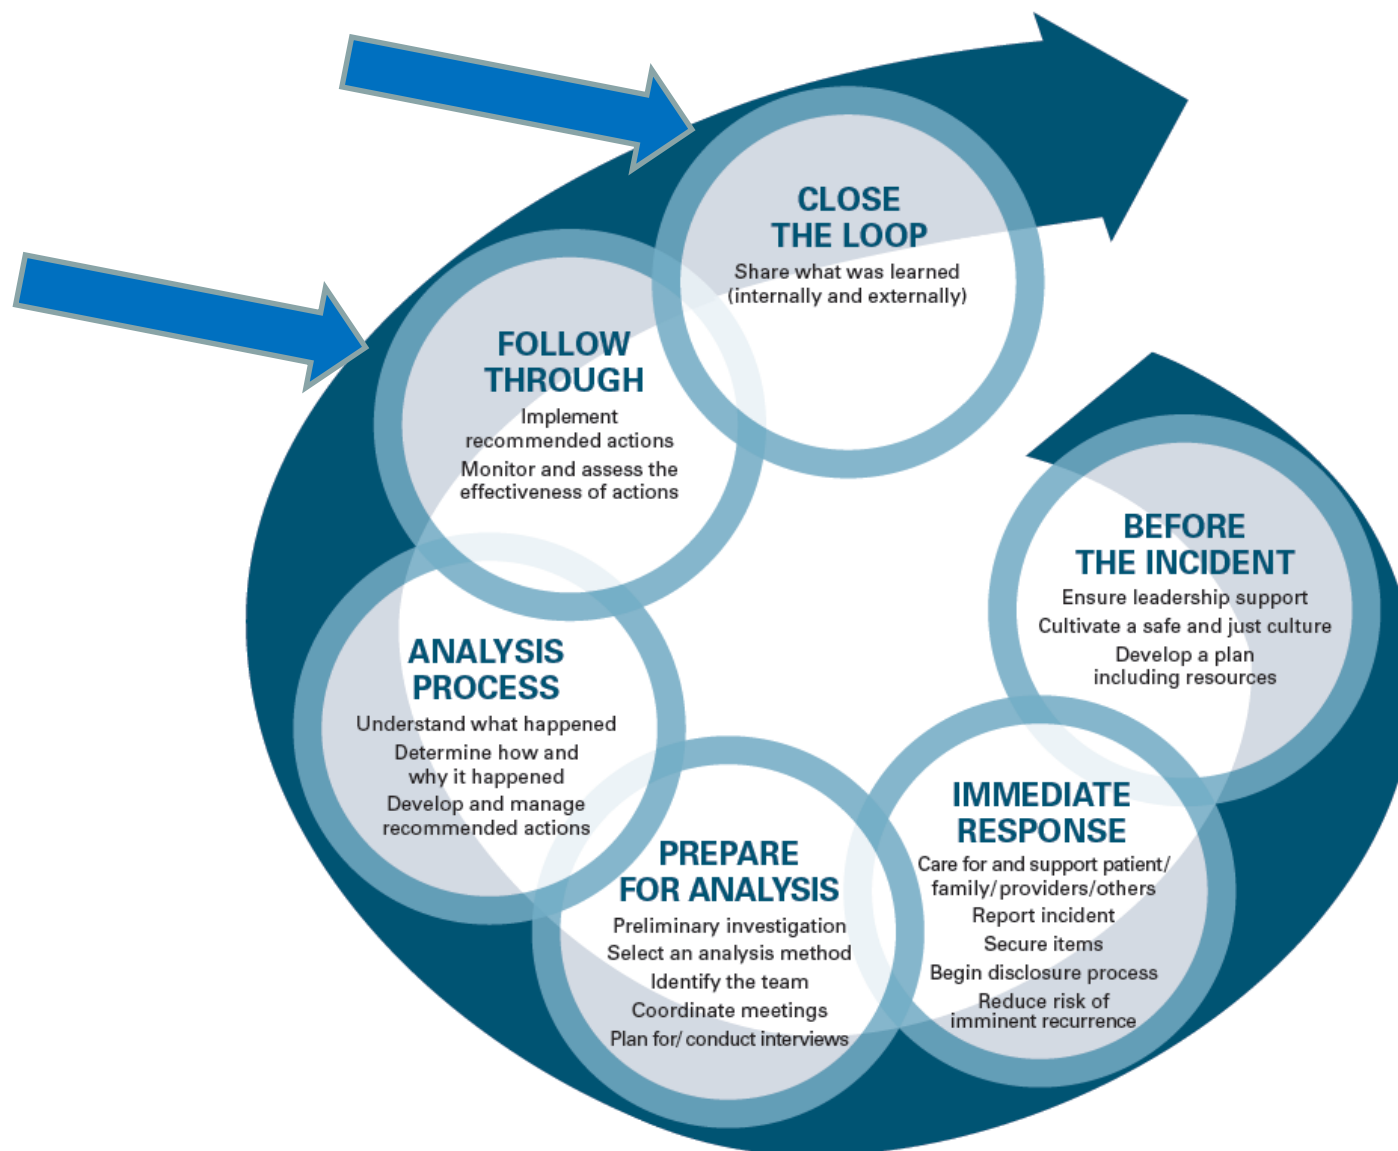 CLOSE
THE LOOP
Share what was learned
(internally and externally)
FOLLOW
THROUGH
Implement
recommended actions
Monitor and assess the
effectiveness of actions
BEFORE
THE INCIDENT
Ensure leadership support
Cultivate a safe and just culture
Develop a plan
including resources
ANALYSIS
PROCESS
Understand what happened
Determine how and
why it happened
Develop and manage
recommended actions
IMMEDIATE
RESPONSE
Care for and support patient/
family/providers/others
Report incident
Secure items
Begin disclosure process
Reduce risk of
imminent recurrence
PREPARE
FOR ANALYSIS
Preliminary investigation
Select an analysis method
Identify the team
Coordinate meetings
Plan for/ conduct interviews